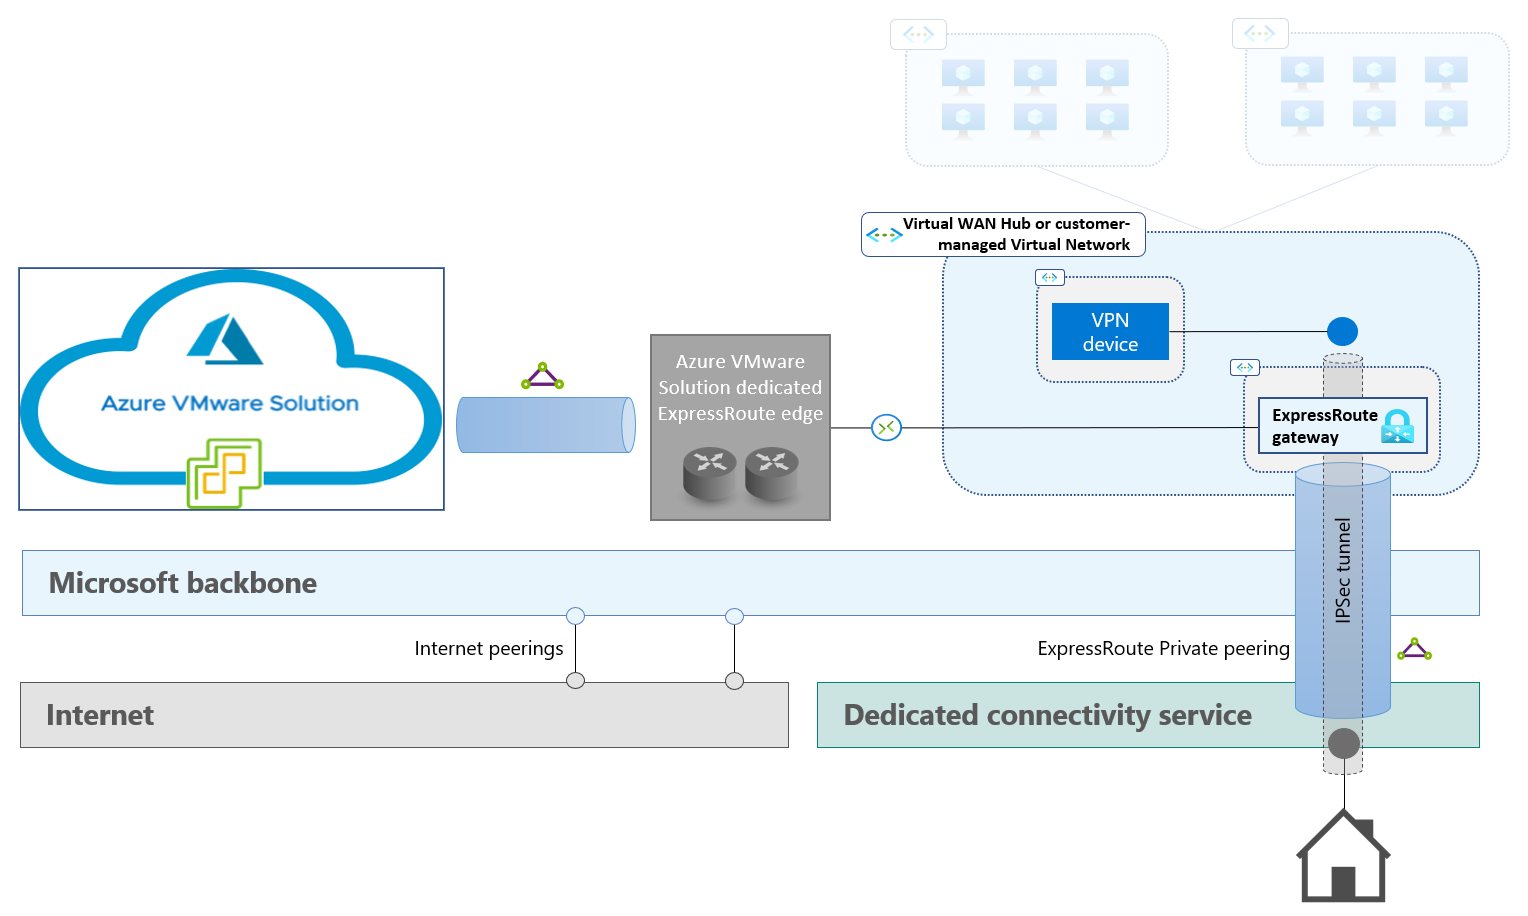 Virtual WAN Hub or customer-
managed Virtual Network
VPN
device
Azure VMware Solution
Azure VMware
Solution dedicated
ExpressRoute edge
ExpressRoute
gateway
IPSec tunnel
Microsoft backbone
Internet peerings
ExpressRoute Private peering
Internet
Dedicated connectivity service